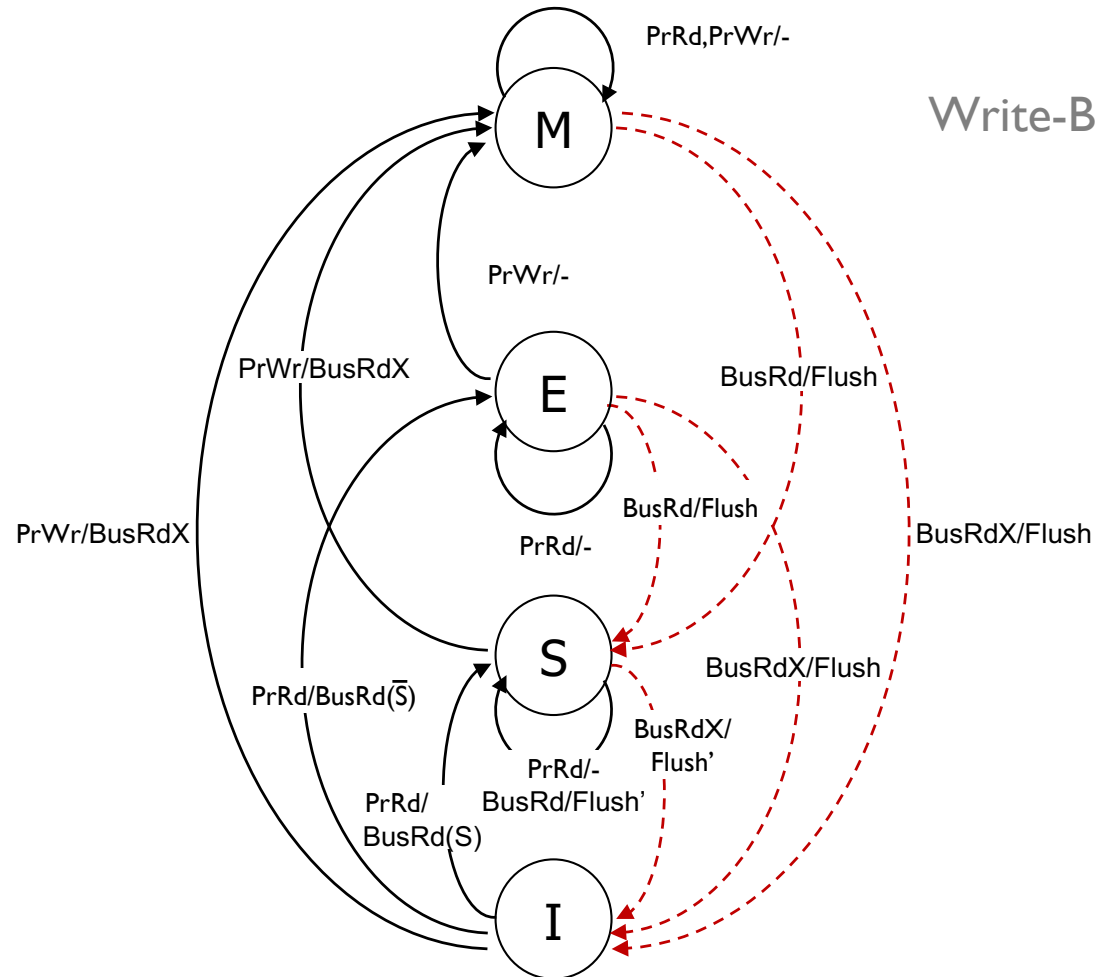 PrRd,PrWr/-
Write-B
M
PrWr/-
PrWr/BusRdX
BusRd/Flush
E
BusRd/Flush
PrWr/BusRdX
PrRd/-
BusRdX/Flush
S
BusRdX/Flush
PrRd/BusRd(S̅)
BusRdX/
Flush’
PrRd/-
BusRd/Flush’
PrRd/
BusRd(S)
I